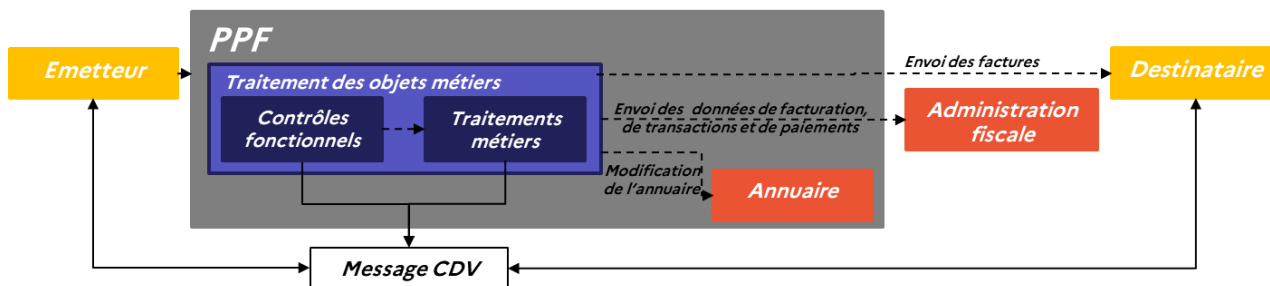 PPF
Emetteur
Traitement des objets métiers
Contrôles
fonctionnels
Traitements
métiers
Envoi des factures
Destinataire
Envoi des données de facturation,
de transactions et de paiements
Administration
fiscale
Modification
de l'annuaire
Annuaire
Message CDV